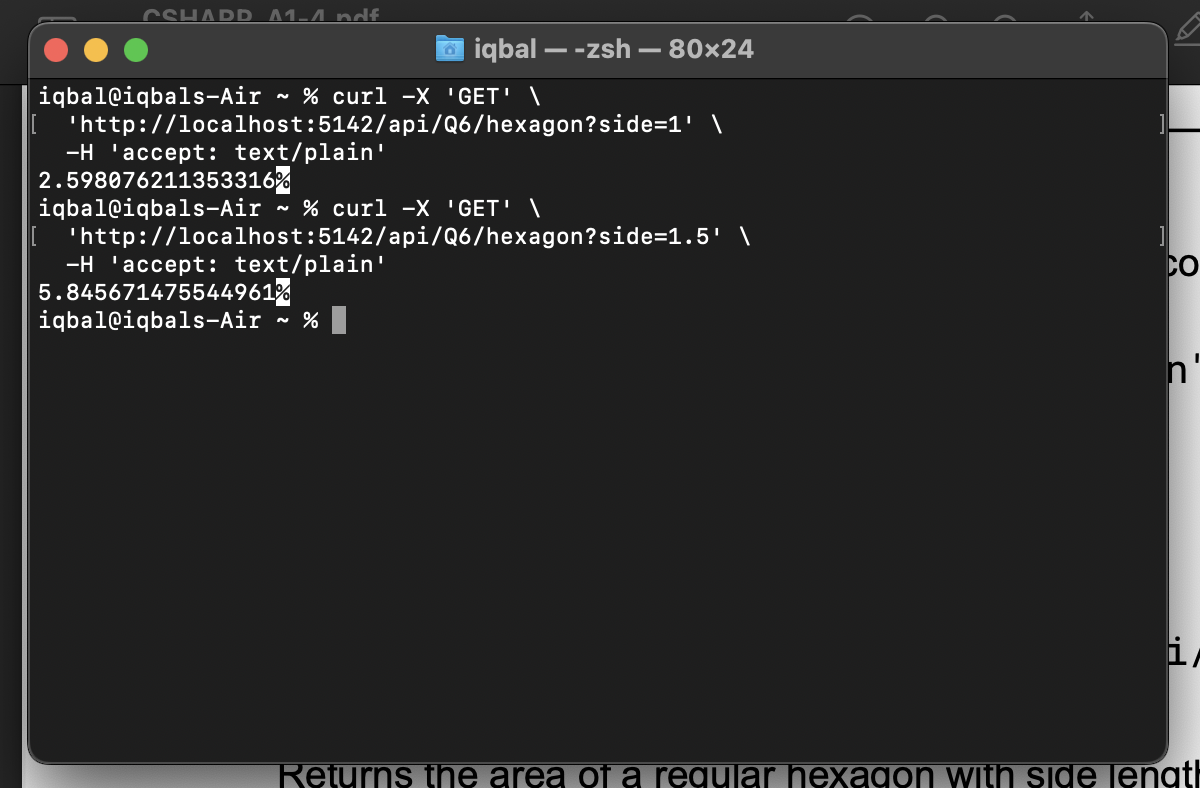 CSHARP_A1-4.pdf
iqbal — -zsh — 80×24
iqbal@iqbals-Air ~ % curl -X 'GET' \
[  'http://localhost:5142/api/Q6/hexagon?side=1' \ ]
  -H 'accept: text/plain'
2.598076211353316%
iqbal@iqbals-Air ~ % curl -X 'GET' \
[  'http://localhost:5142/api/Q6/hexagon?side=1.5' \ ]
co
  -H 'accept: text/plain'
5.845671475544961%
iqbal@iqbals-Air ~ %
n'
i/
Returns the area of a regular hexagon with side length